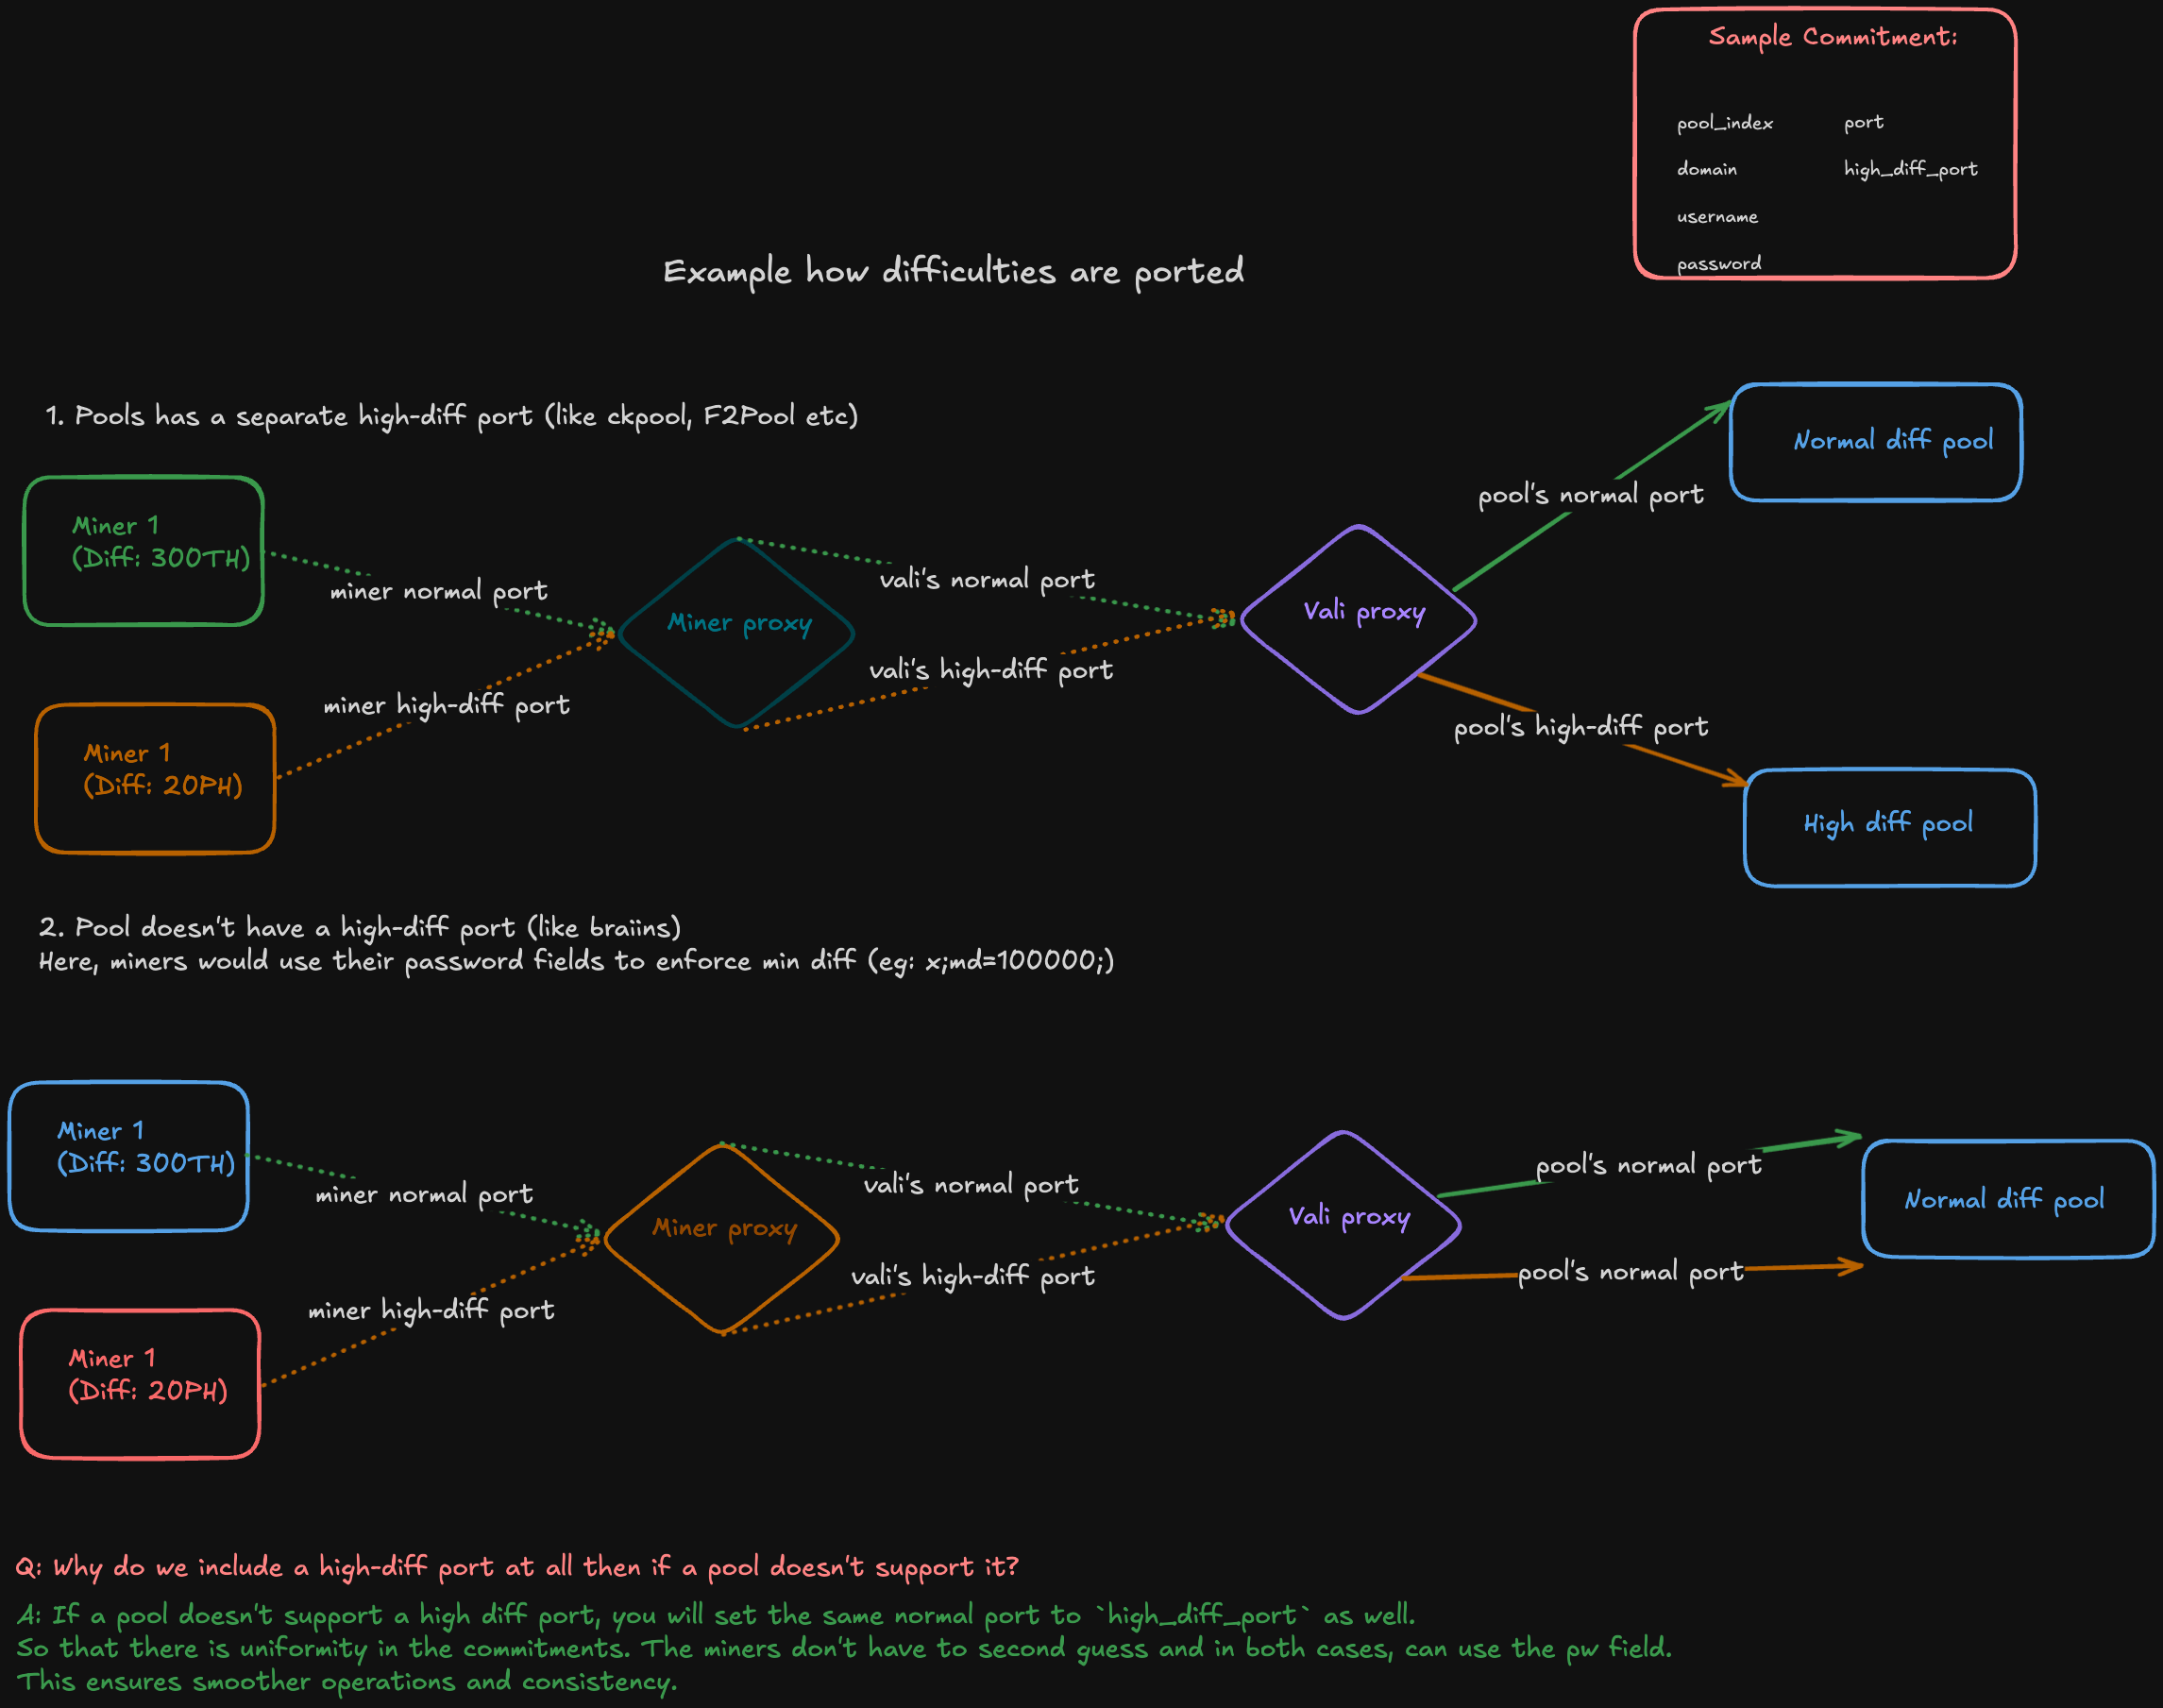 Sample Commitment:
pool_index
port
domain
high_diff_port
username
password
Example how difficulties are ported
1. Pools has a separate high-diff port (like ckpool, F2Pool etc)
Normal diff pool
pool's normal port
Miner 1
(Diff: 300TH)
miner normal port
vali's normal port
Miner proxy
Vali proxy
vali's high-diff port
miner high-diff port
pool's high-diff port
Miner 1
(Diff: 20PH)
High diff pool
2. Pool doesn't have a high-diff port (like braiins)
Here, miners would use their password fields to enforce min diff (eg: x;md=100000;)
Miner 1
(Diff: 300TH)
miner normal port
vali's normal port
pool's normal port
Miner proxy
Vali proxy
Normal diff pool
vali's high-diff port
pool's normal port
miner high-diff port
Miner 1
(Diff: 20PH)
Q: Why do we include a high-diff port at all then if a pool doesn't support it?
A: If a pool doesn't support a high diff port, you will set the same normal port to `high_diff_port` as well.
So that there is uniformity in the commitments. The miners don't have to second guess and in both cases, can use the pw field.
This ensures smoother operations and consistency.